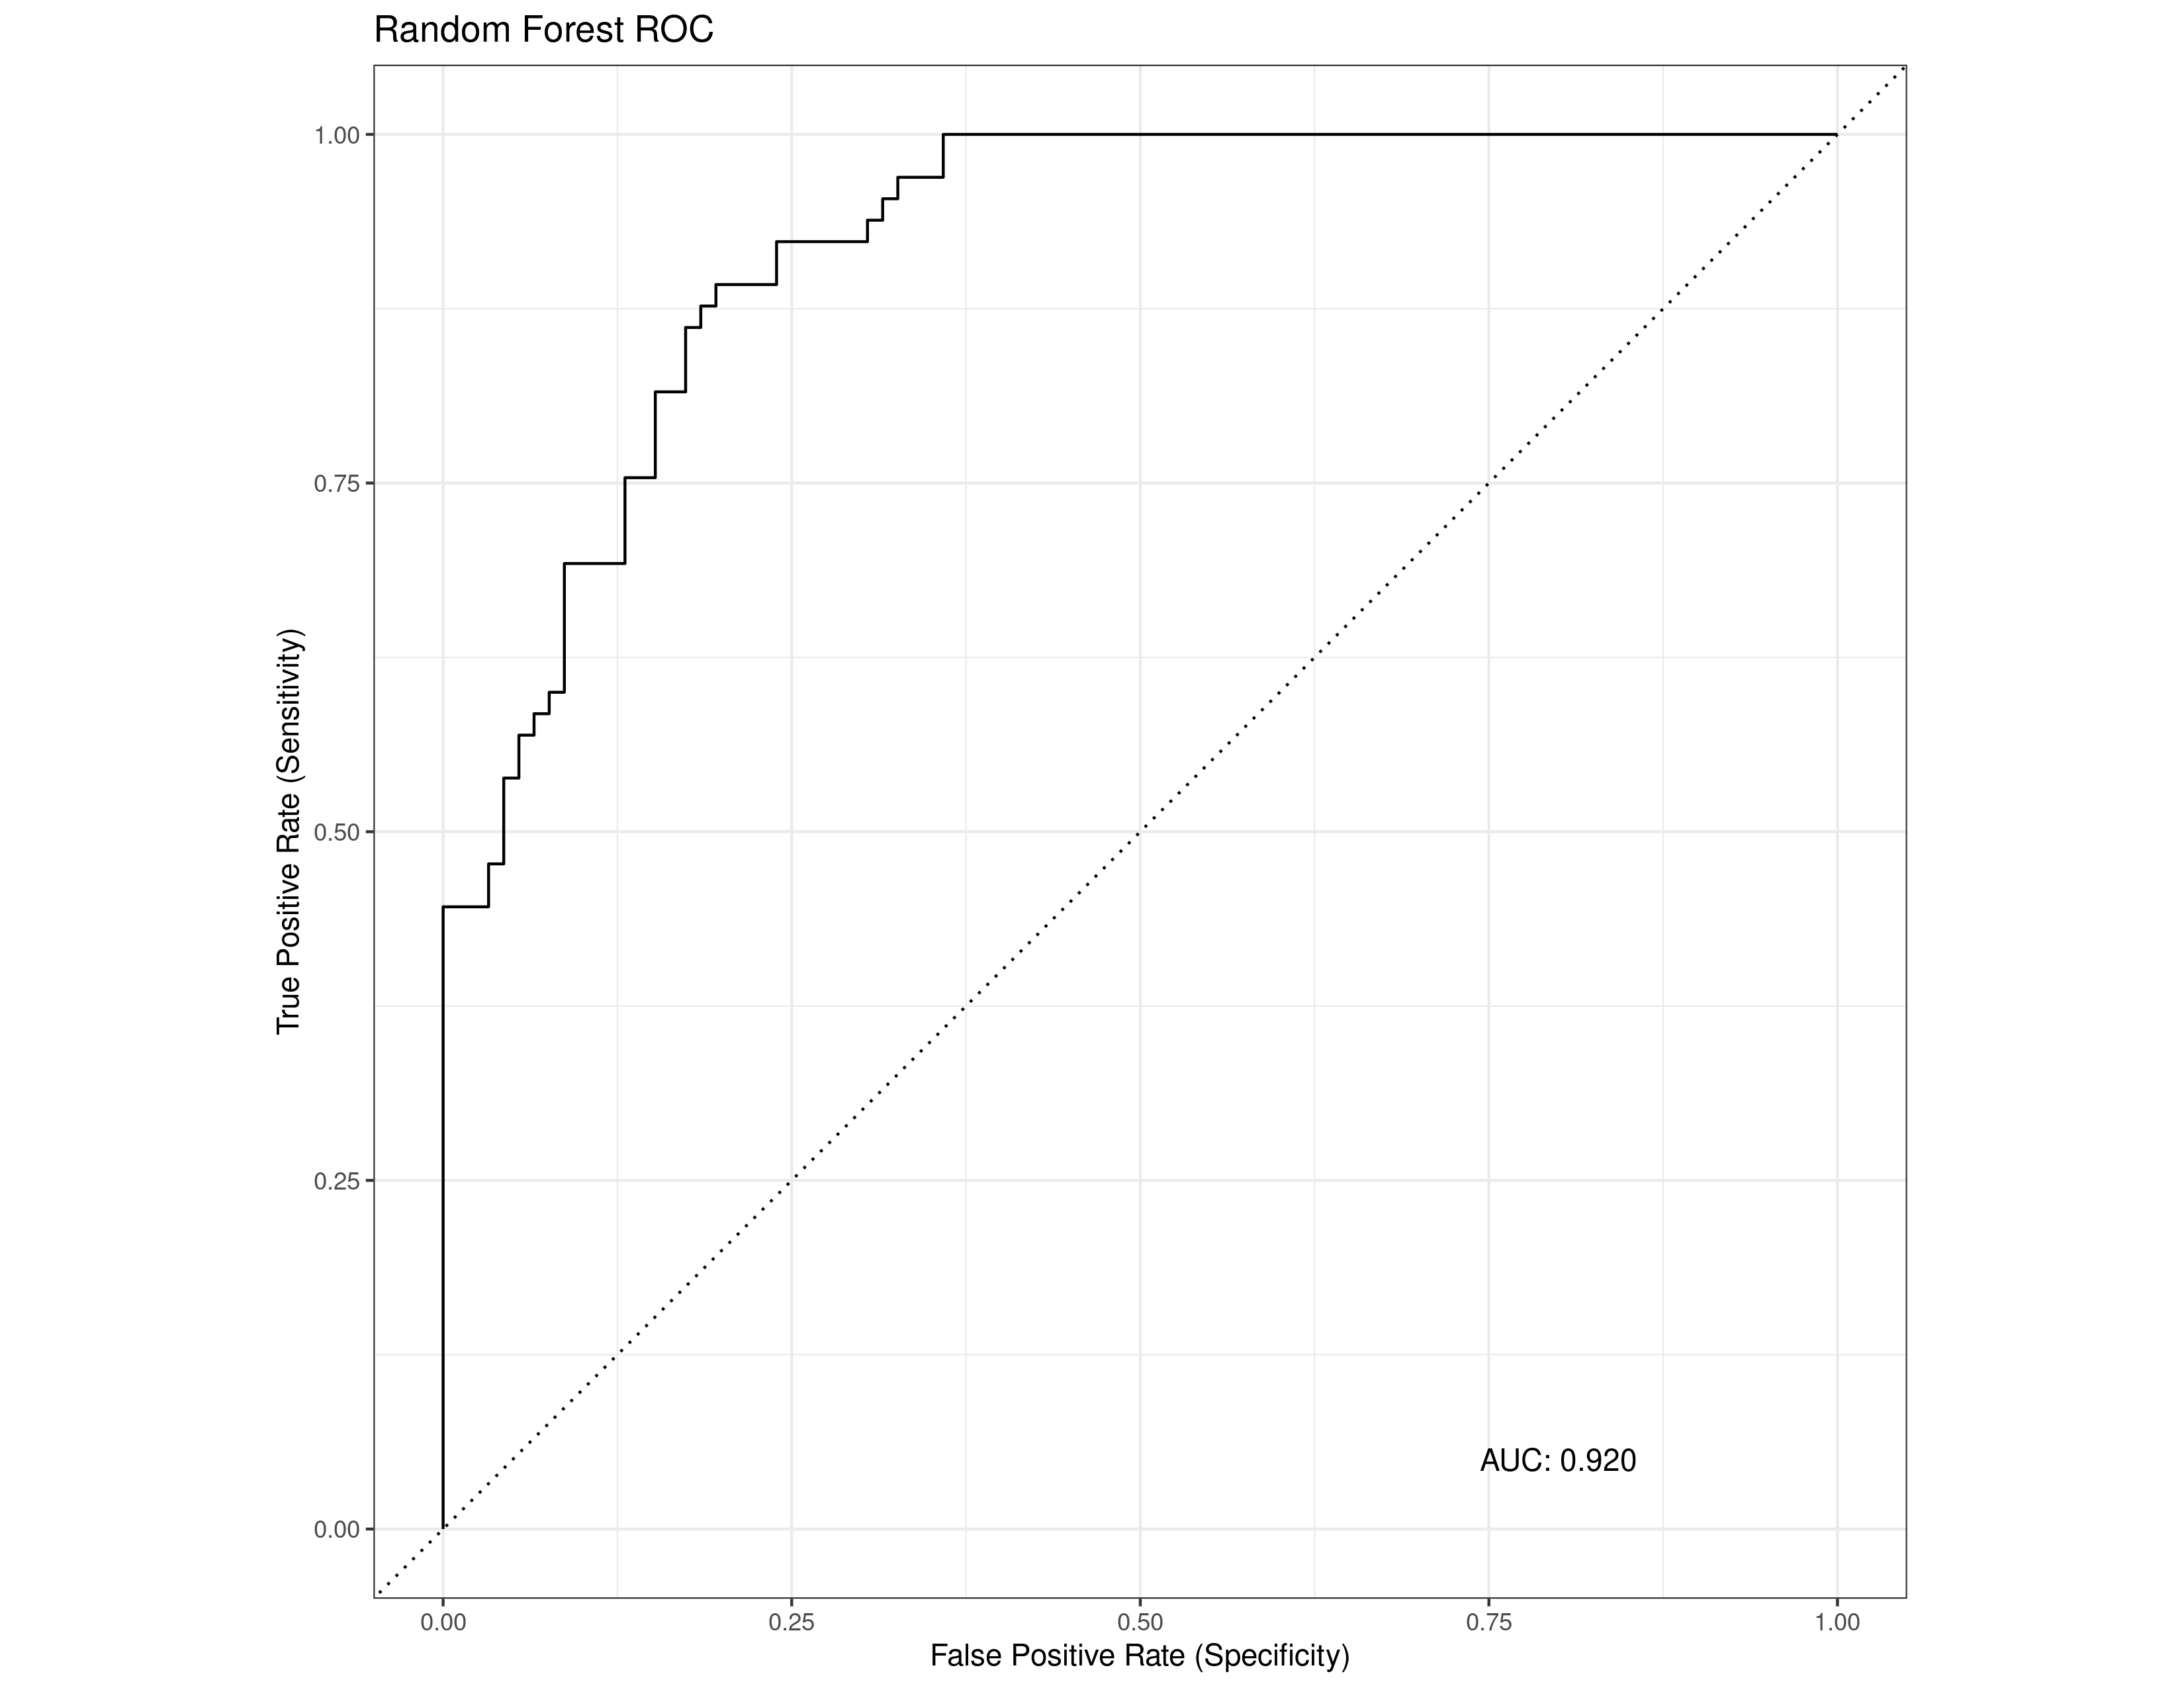 Random Forest ROC
1.00
0.75
0.50
0.25
0.00
True Positive Rate (Sensitivity)
AUC: 0.920
0.00 0.25 0.50 0.75 1.00
False Positive Rate (Specificity)